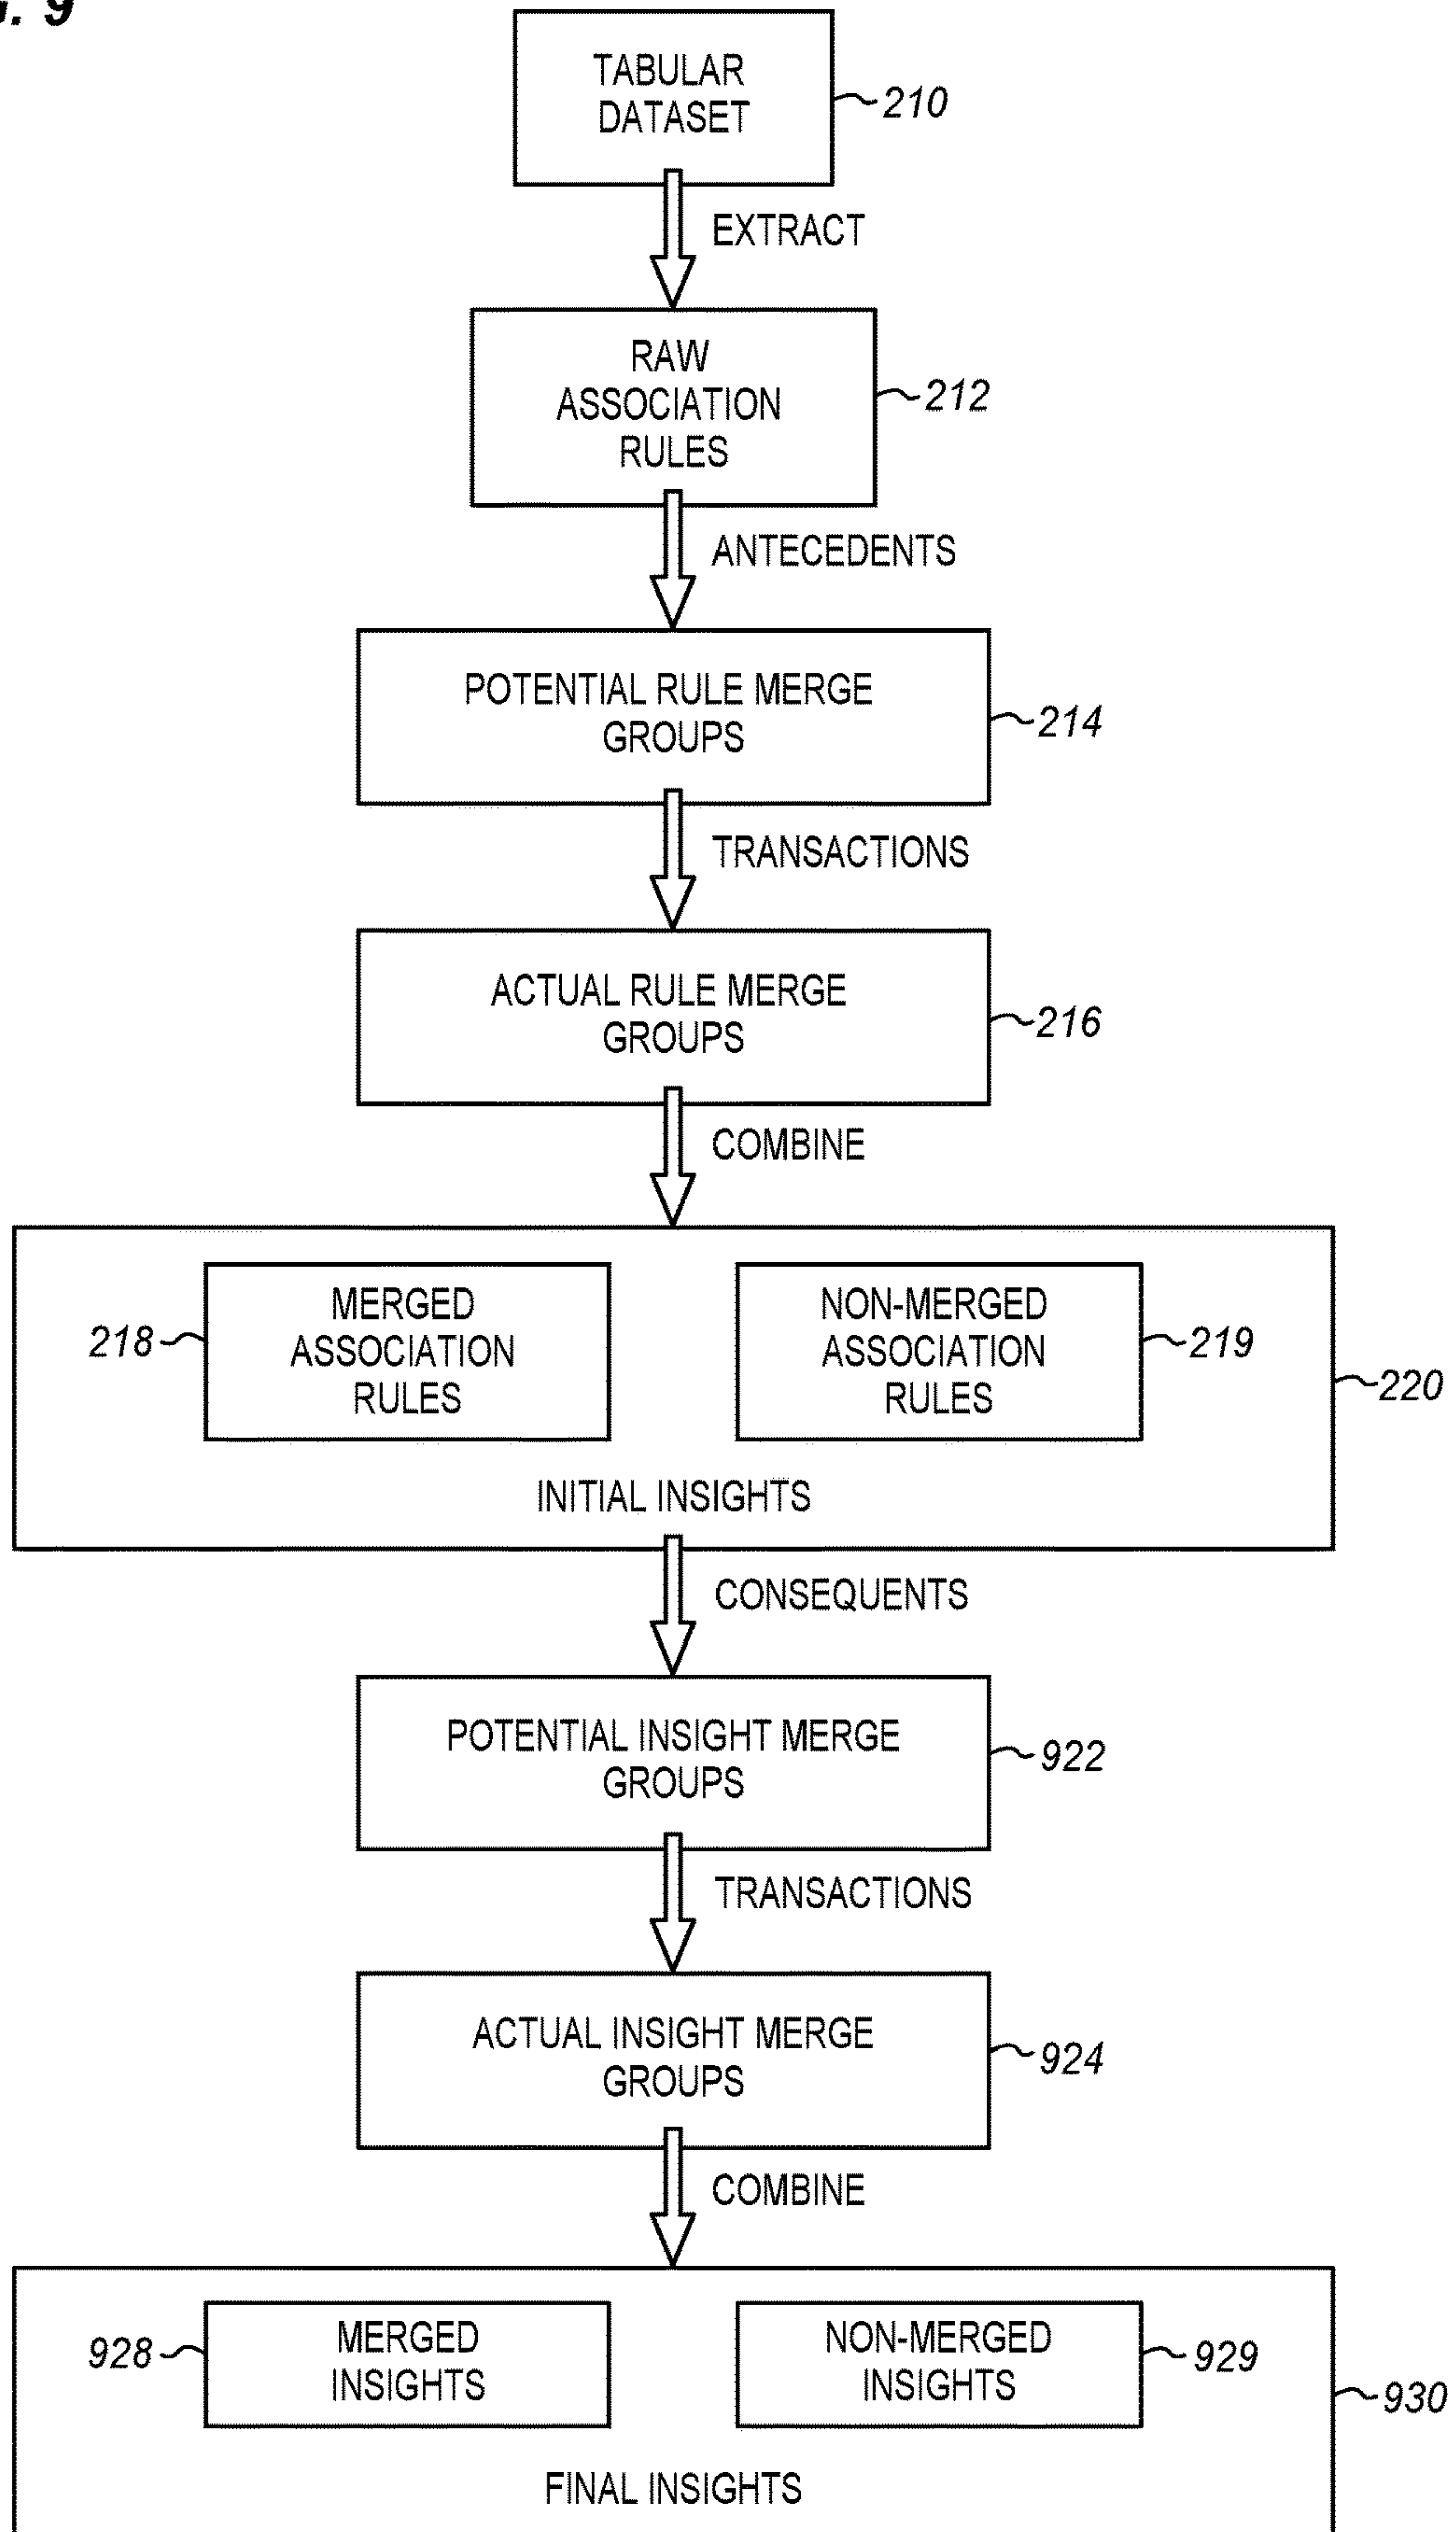 . 9
TABULAR
DATASET
210
EXTRACT
RAW
ASSOCIATION
RULES
212
ANTECEDENTS
POTENTIAL RULE MERGE
GROUPS
214
TRANSACTIONS
ACTUAL RULE MERGE
GROUPS
216
COMBINE
MERGED
ASSOCIATION
RULES
218
NON-MERGED
ASSOCIATION
RULES
219
220
INITIAL INSIGHTS
CONSEQUENTS
POTENTIAL INSIGHT MERGE
GROUPS
922
TRANSACTIONS
ACTUAL INSIGHT MERGE
GROUPS
924
COMBINE
MERGED
INSIGHTS
928
NON-MERGED
INSIGHTS
929
930
FINAL INSIGHTS